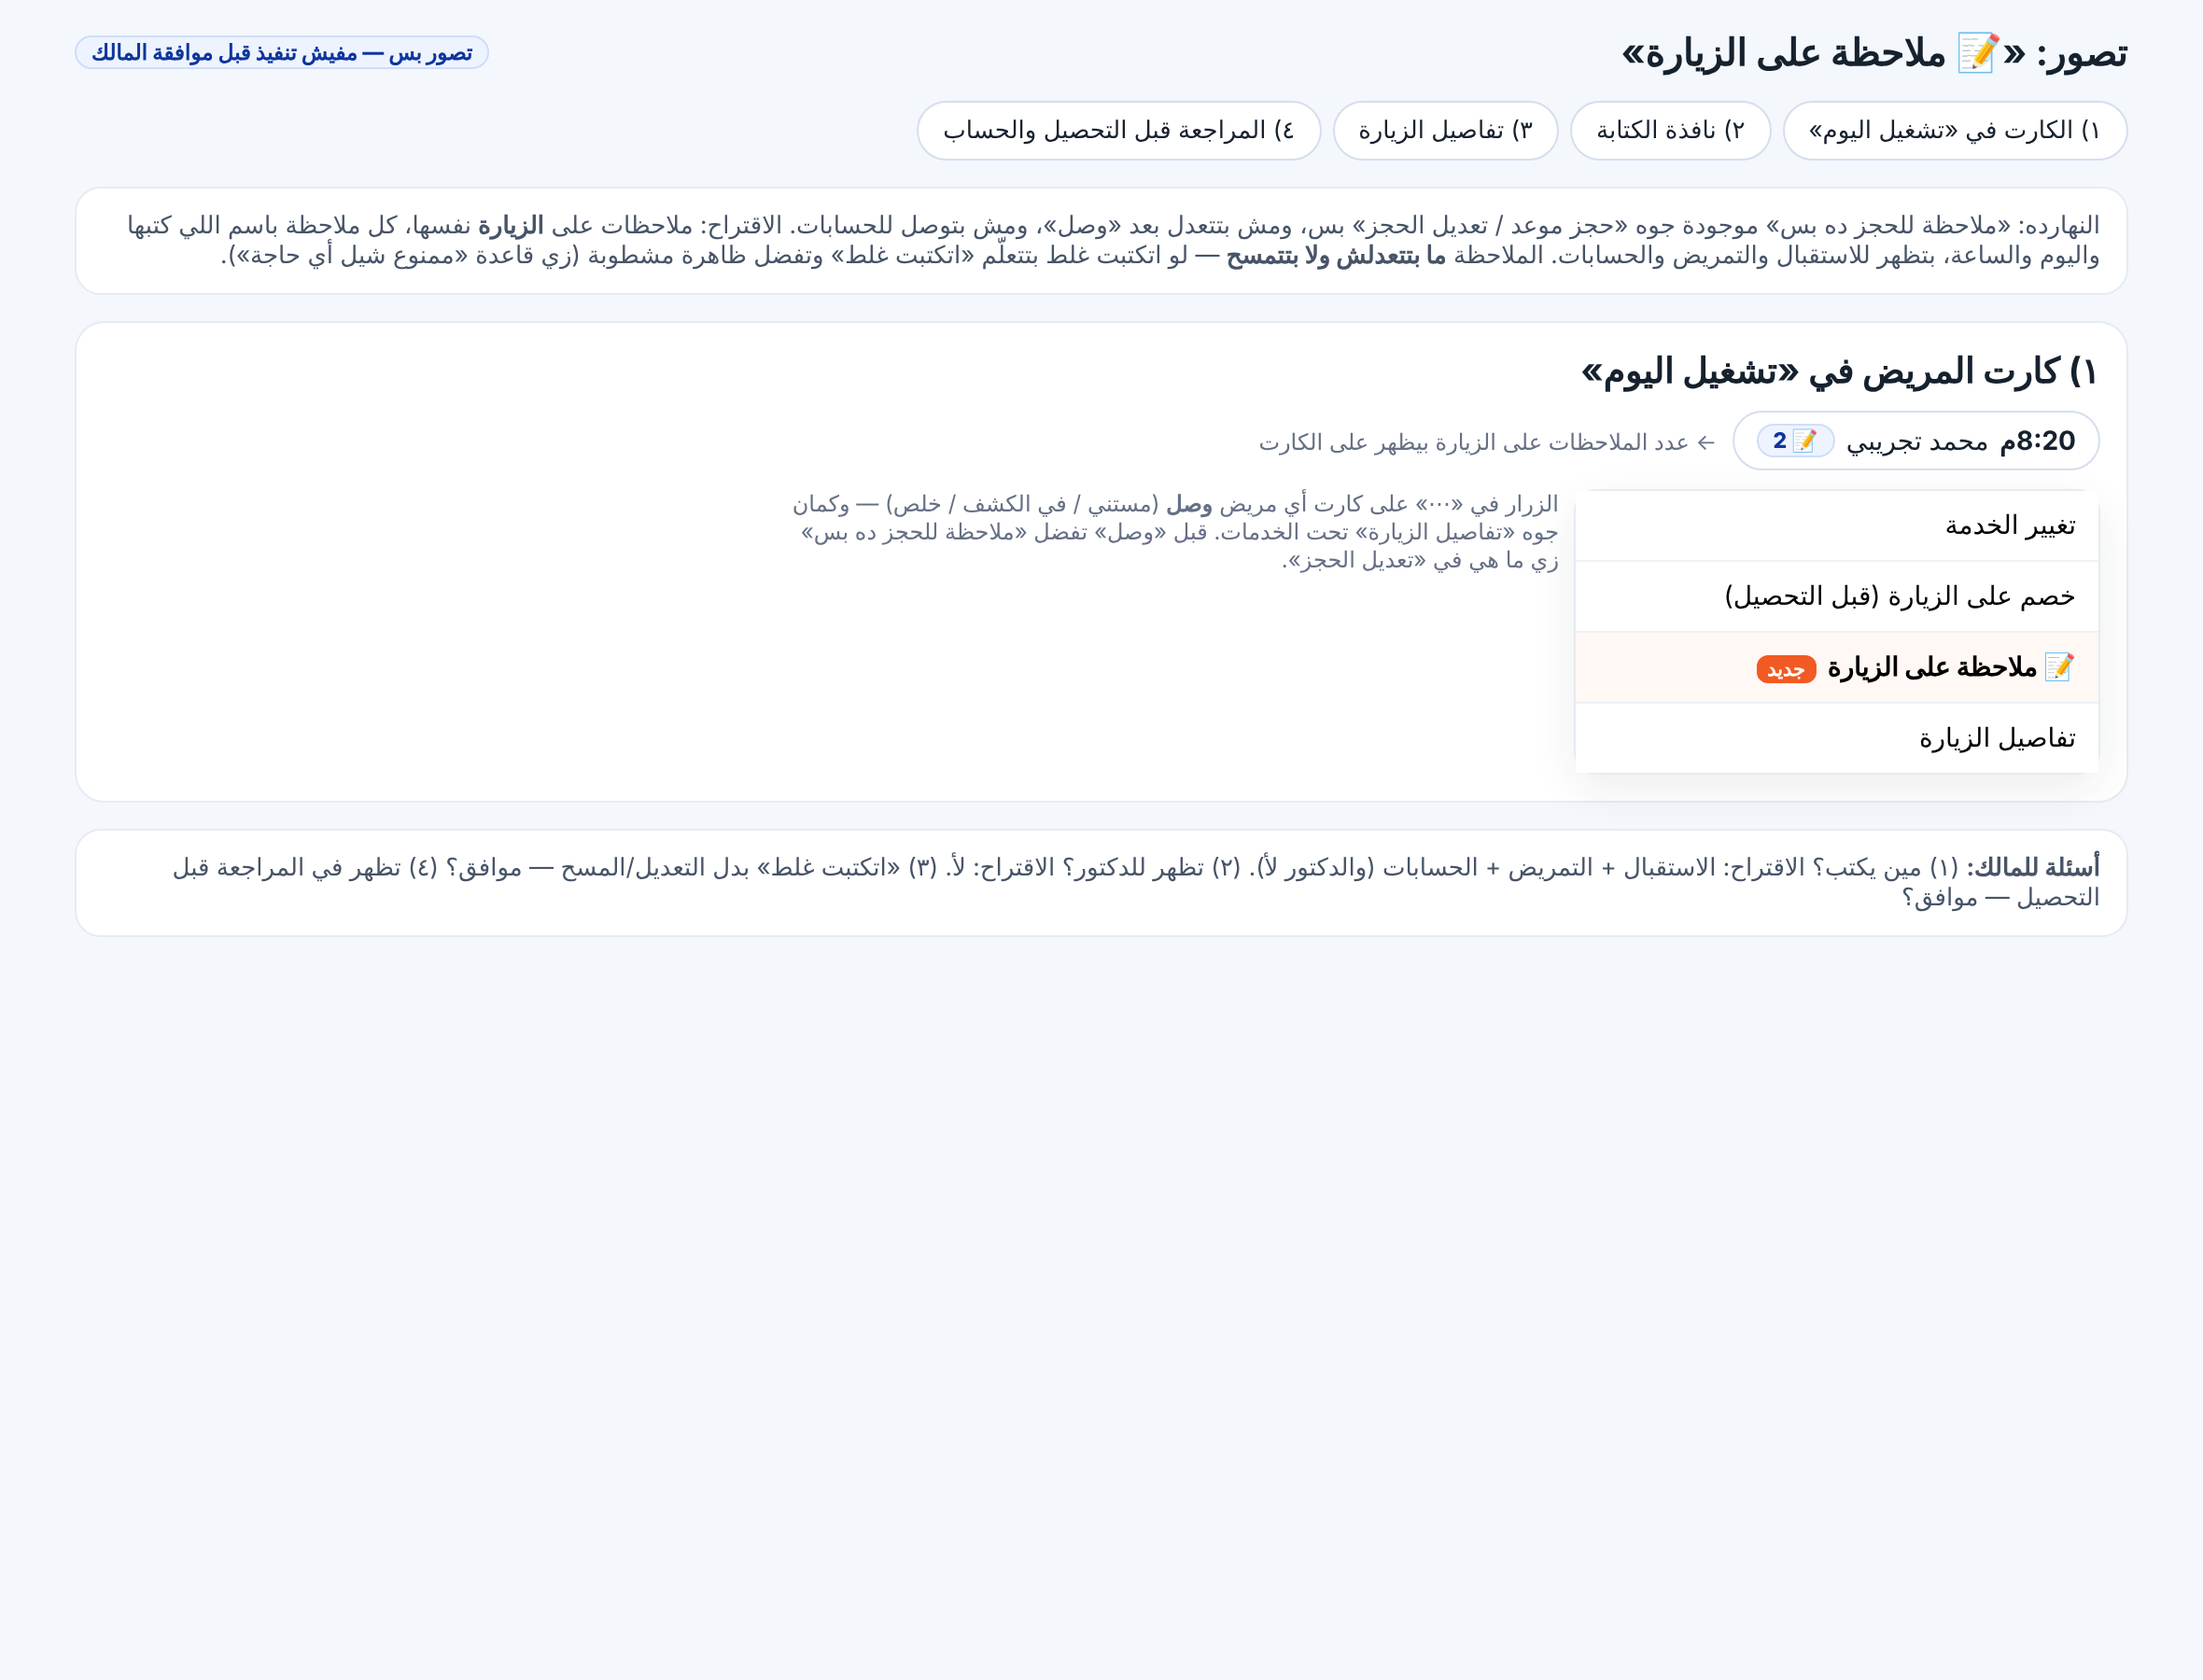 تصور: «📝 ملاحظة على الزيارة»
تصور بس — مفيش تنفيذ قبل موافقة المالك
١) الكارت في «تشغيل اليوم»
٢) نافذة الكتابة
٣) تفاصيل الزيارة
٤) المراجعة قبل التحصيل والحساب
النهارده: «ملاحظة للحجز ده بس» موجودة جوه «حجز موعد / تعديل الحجز» بس، ومش بتتعدل بعد «وصل»، ومش بتوصل للحسابات. الاقتراح: ملاحظات على الزيارة نفسها، كل ملاحظة باسم اللي كتبها
واليوم والساعة، بتظهر للاستقبال والتمريض والحسابات. الملاحظة ما بتتعدلش ولا بتتمسح — لو اتكتبت غلط بتتعلّم «اتكتبت غلط» وتفضل ظاهرة مشطوبة (زي قاعدة «ممنوع شيل أي حاجة»).
١) كارت المريض في «تشغيل اليوم»
8:20م محمد تجريبي 📝 2
← عدد الملاحظات على الزيارة بيظهر على الكارت
تغيير الخدمة
خصم على الزيارة (قبل التحصيل)
📝 ملاحظة على الزيارة جديد
تفاصيل الزيارة
الزرار في «⋯» على كارت أي مريض وصل (مستني / في الكشف / خلص) — وكمان
جوه «تفاصيل الزيارة» تحت الخدمات. قبل «وصل» تفضل «ملاحظة للحجز ده بس»
زي ما هي في «تعديل الحجز».
أسئلة للمالك: (١) مين يكتب؟ الاقتراح: الاستقبال + التمريض + الحسابات (والدكتور لأ). (٢) تظهر للدكتور؟ الاقتراح: لأ. (٣) «اتكتبت غلط» بدل التعديل/المسح — موافق؟ (٤) تظهر في المراجعة قبل
التحصيل — موافق؟